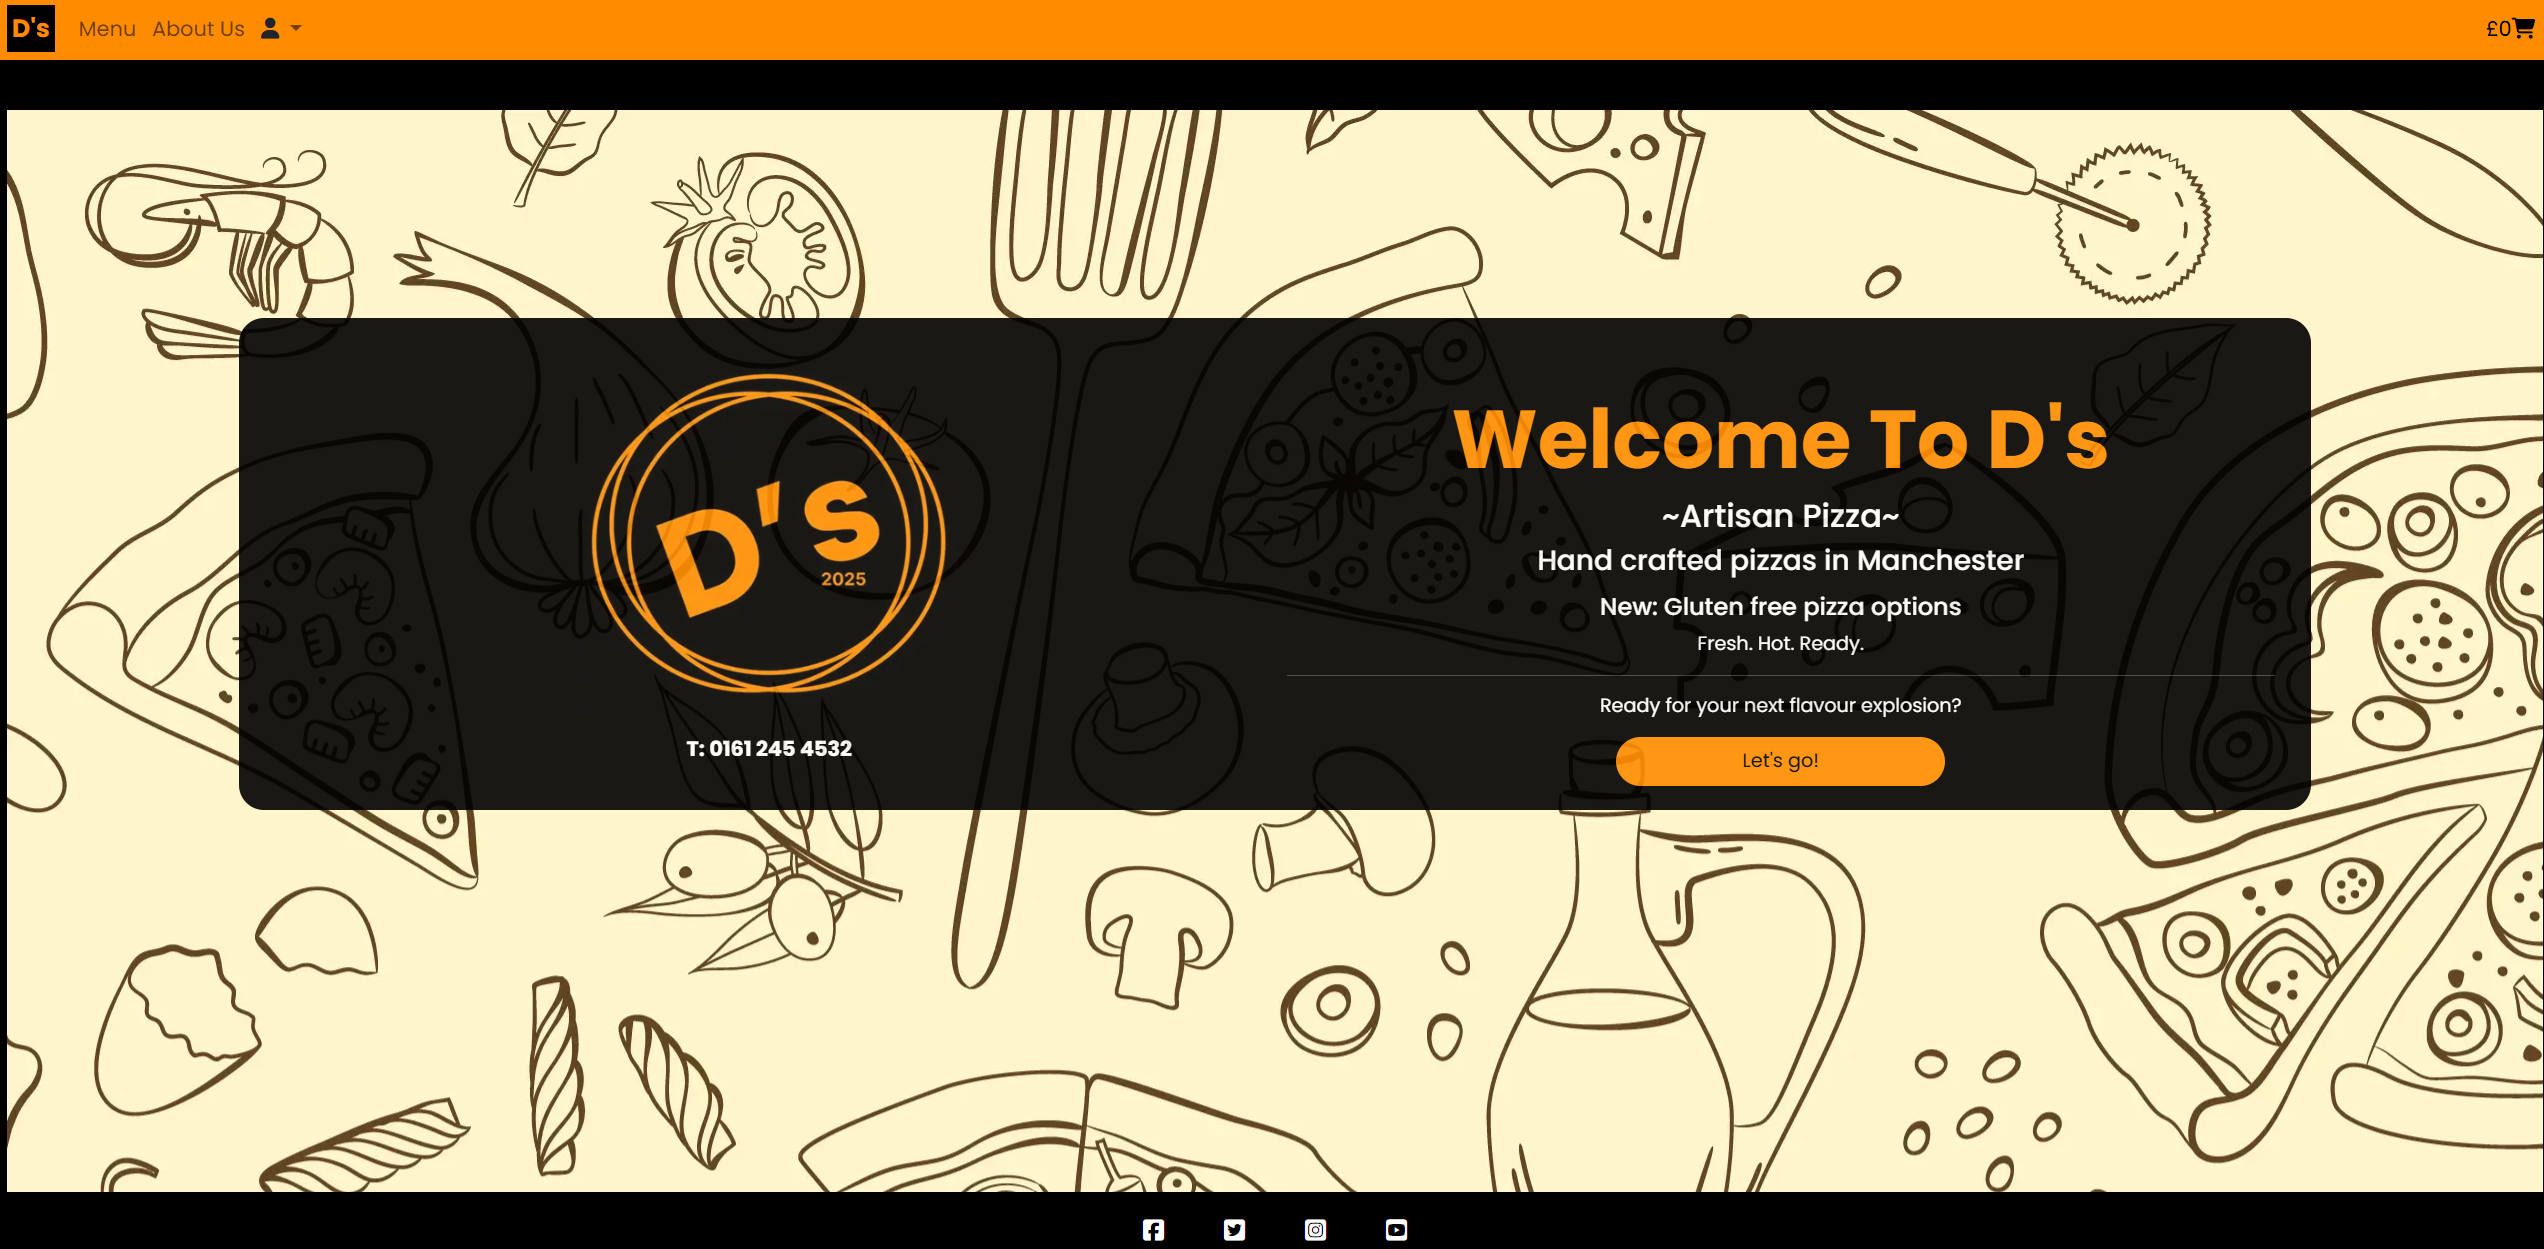 D's
Menu About Us
£0
D's
2025
T: 0161 245 4532
Welcome To D's
~Artisan Pizza~
Hand crafted pizzas in Manchester
New: Gluten free pizza options
Fresh. Hot. Ready.
Ready for your next flavour explosion?
Let's go!